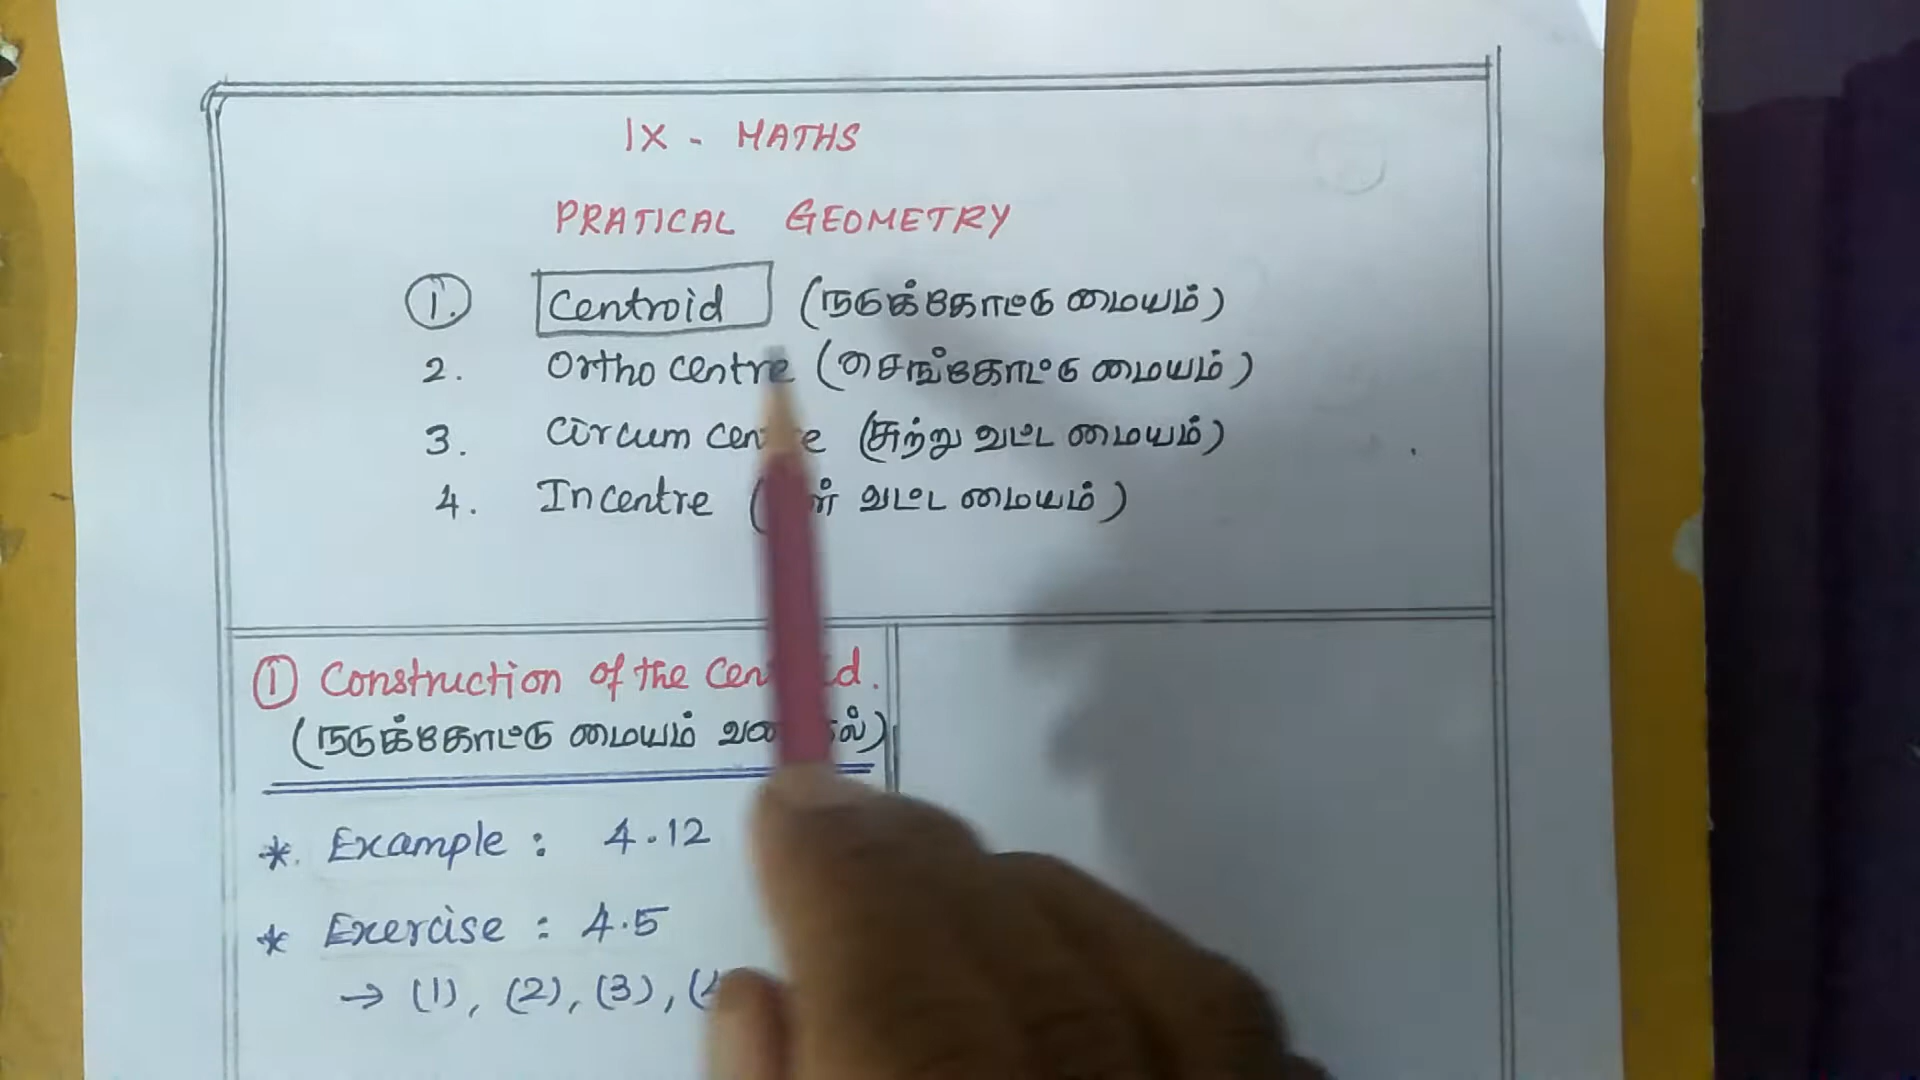 IX - MATHS
PRATICAL GEOMETRY
1. Centroid (நடுக்கோட்டு மையம்)
2. Ortho centre (செங்கோட்டு மையம்)
3. Circum centre (சுற்று வட்ட மையம்)
4. Incentre ( வட்ட மையம்)
① Construction of the
(நடுக்கோட்டு மையம்
*. Example : 4.12
* Exercise : 4.5
→ (1), (2), (3),